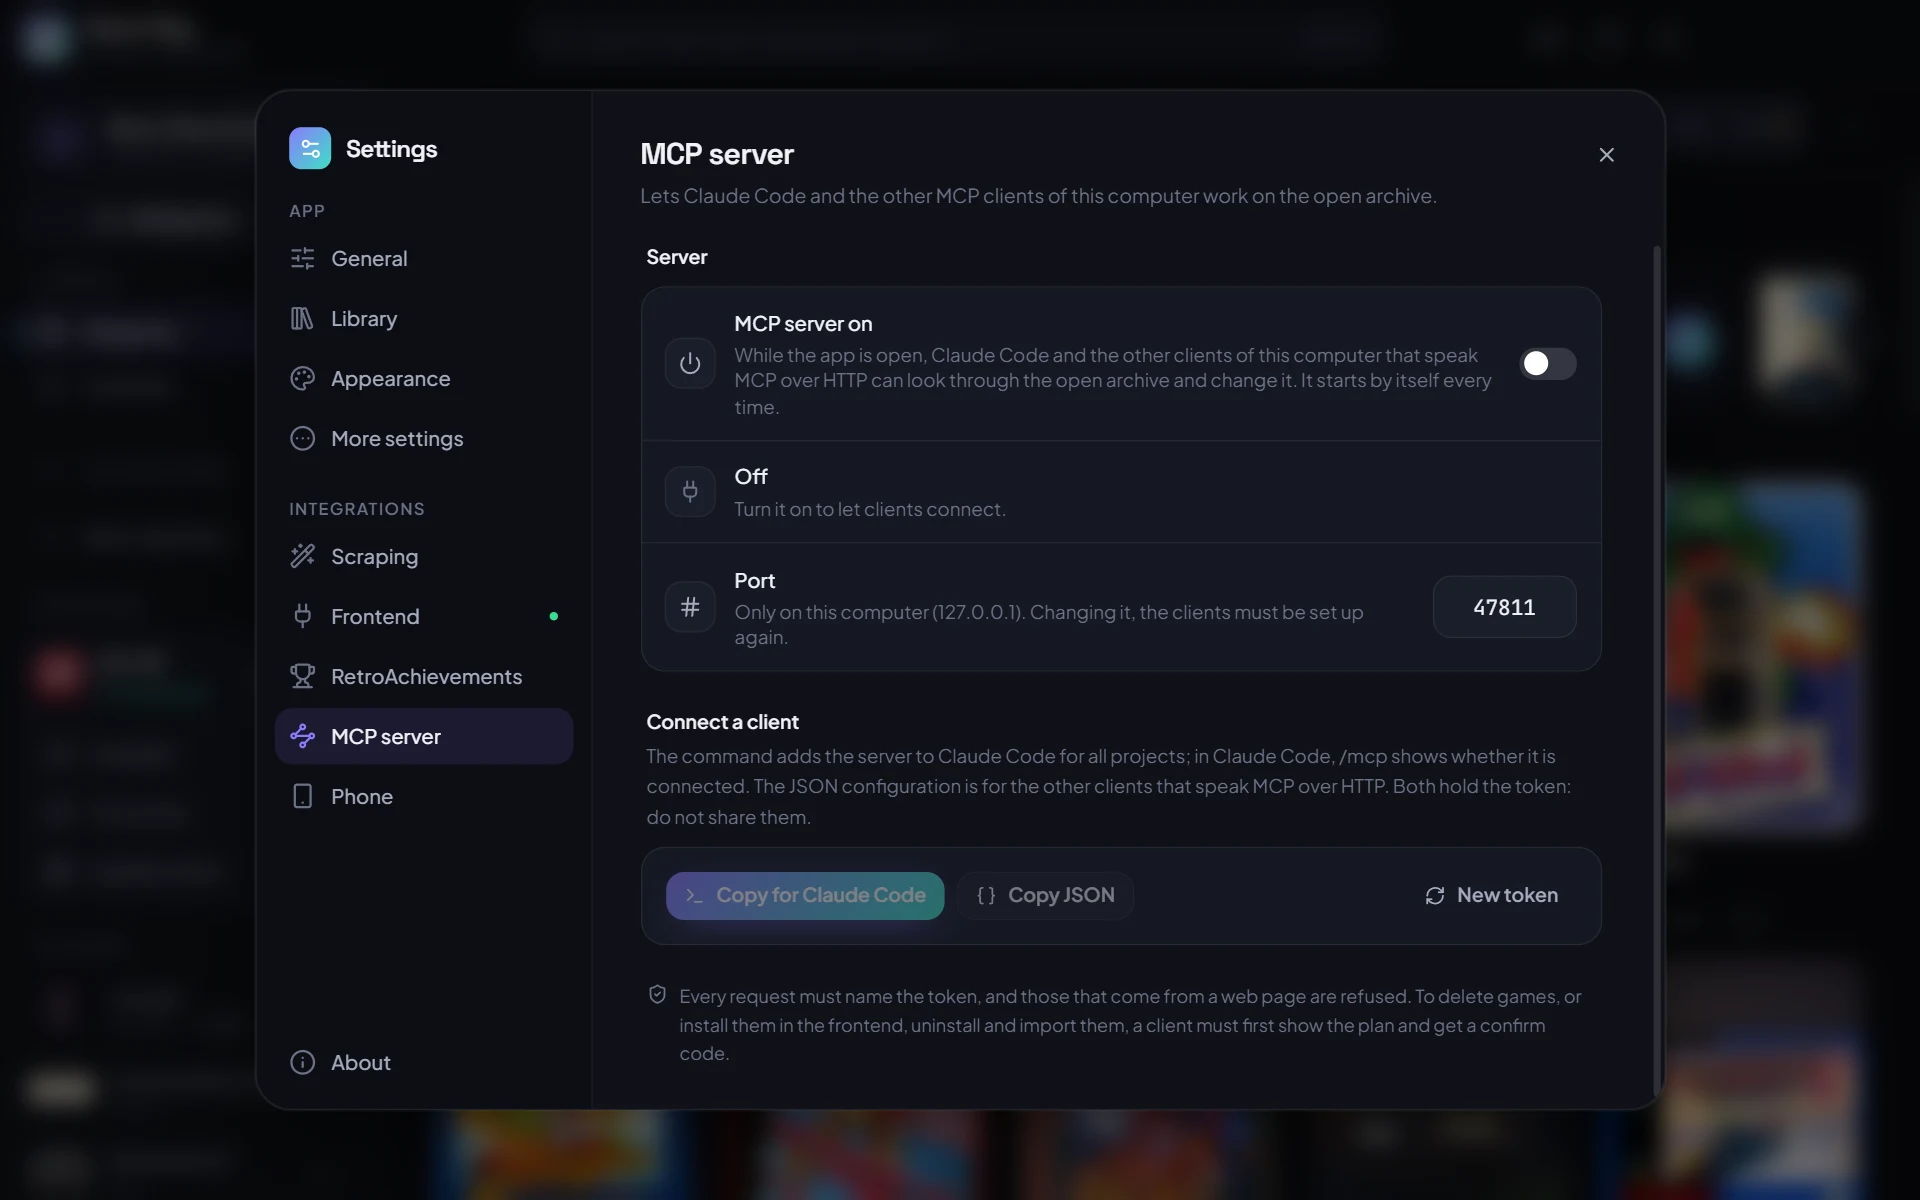 Settings
APP
General
Library
Appearance
More settings
INTEGRATIONS
Scraping
Frontend
RetroAchievements
MCP server
Phone
About
MCP server
Lets Claude Code and the other MCP clients of this computer work on the open archive.
Server
MCP server on
While the app is open, Claude Code and the other clients of this computer that speak
MCP over HTTP can look through the open archive and change it. It starts by itself every
time.
Off
Turn it on to let clients connect.
Port
Only on this computer (127.0.0.1). Changing it, the clients must be set up
again.
47811
Connect a client
The command adds the server to Claude Code for all projects; in Claude Code, /mcp shows whether it is
connected. The JSON configuration is for the other clients that speak MCP over HTTP. Both hold the token:
do not share them.
Copy for Claude Code
Copy JSON
New token
Every request must name the token, and those that come from a web page are refused. To delete games, or
install them in the frontend, uninstall and import them, a client must first show the plan and get a confirm
code.